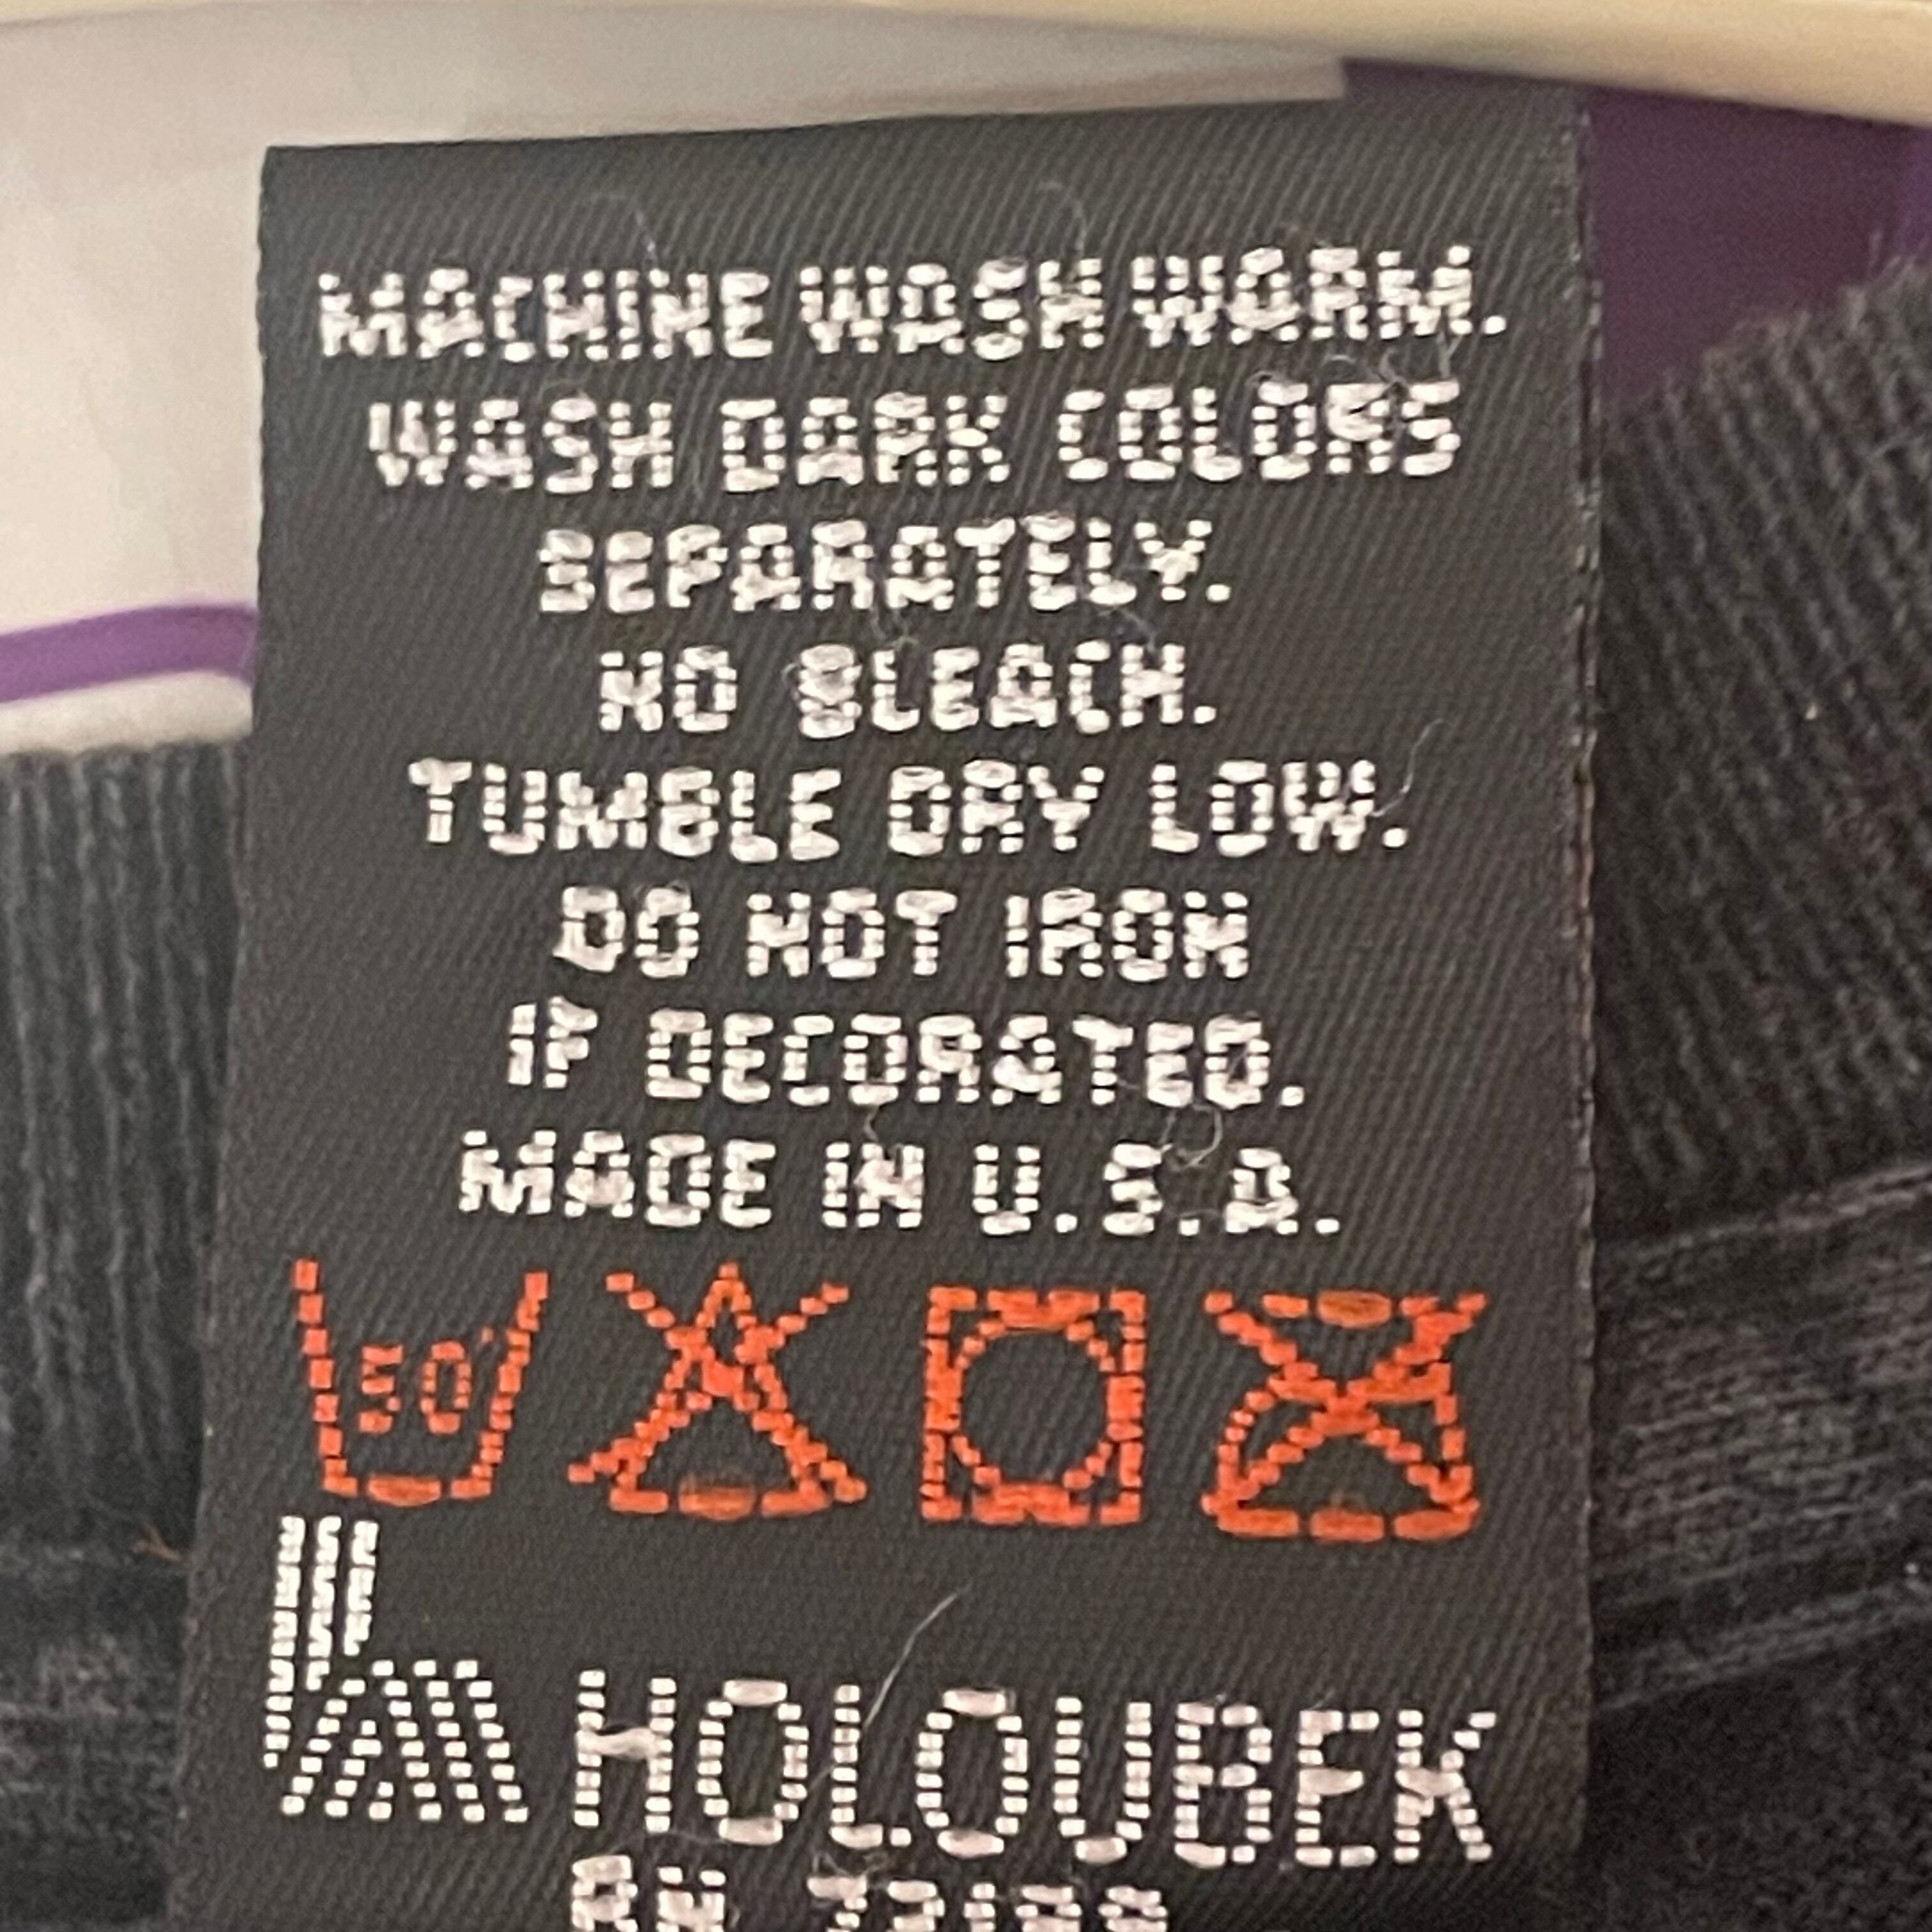 MACHINE WASH WARM.
WASH DARK COLORS
SEPARATELY.
NO BLEACH.
TUMBLE DRY LOW.
DO NOT IRON
IF DECORATED.
MADE IN U.S.A.
50°
HOLOUBEK
RN